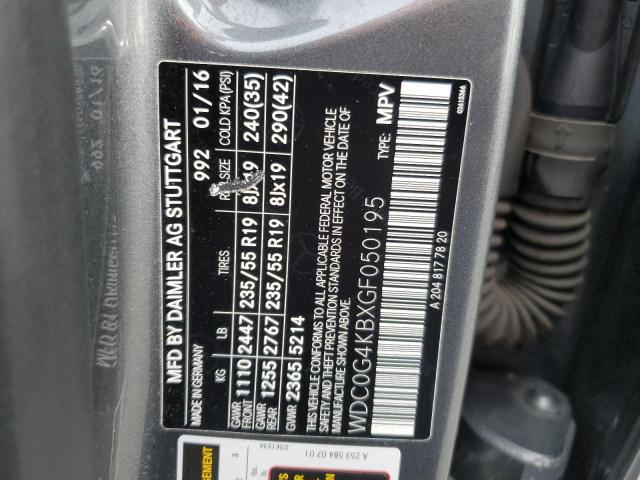 MFD BY DAIMLER AG STUTTGART
MADE IN GERMANY 992 01/16
KG LB TIRES RIM SIZE COLD KPA (PSI)
GAWR FRONT 1110 2447 235/55 R19 8Jx19 240(35)
GAWR REAR 1255 2767 235/55 R19 8Jx19 290(42)
GVWR 2365 5214
THIS VEHICLE CONFORMS TO ALL APPLICABLE FEDERAL MOTOR VEHICLE
SAFETY AND THEFT PREVENTION STANDARDS IN EFFECT ON THE DATE OF
WDC0G4KBXGF050195 TYPE: MPV
A 204 817 78 20
A 253 584 07 01
0361536